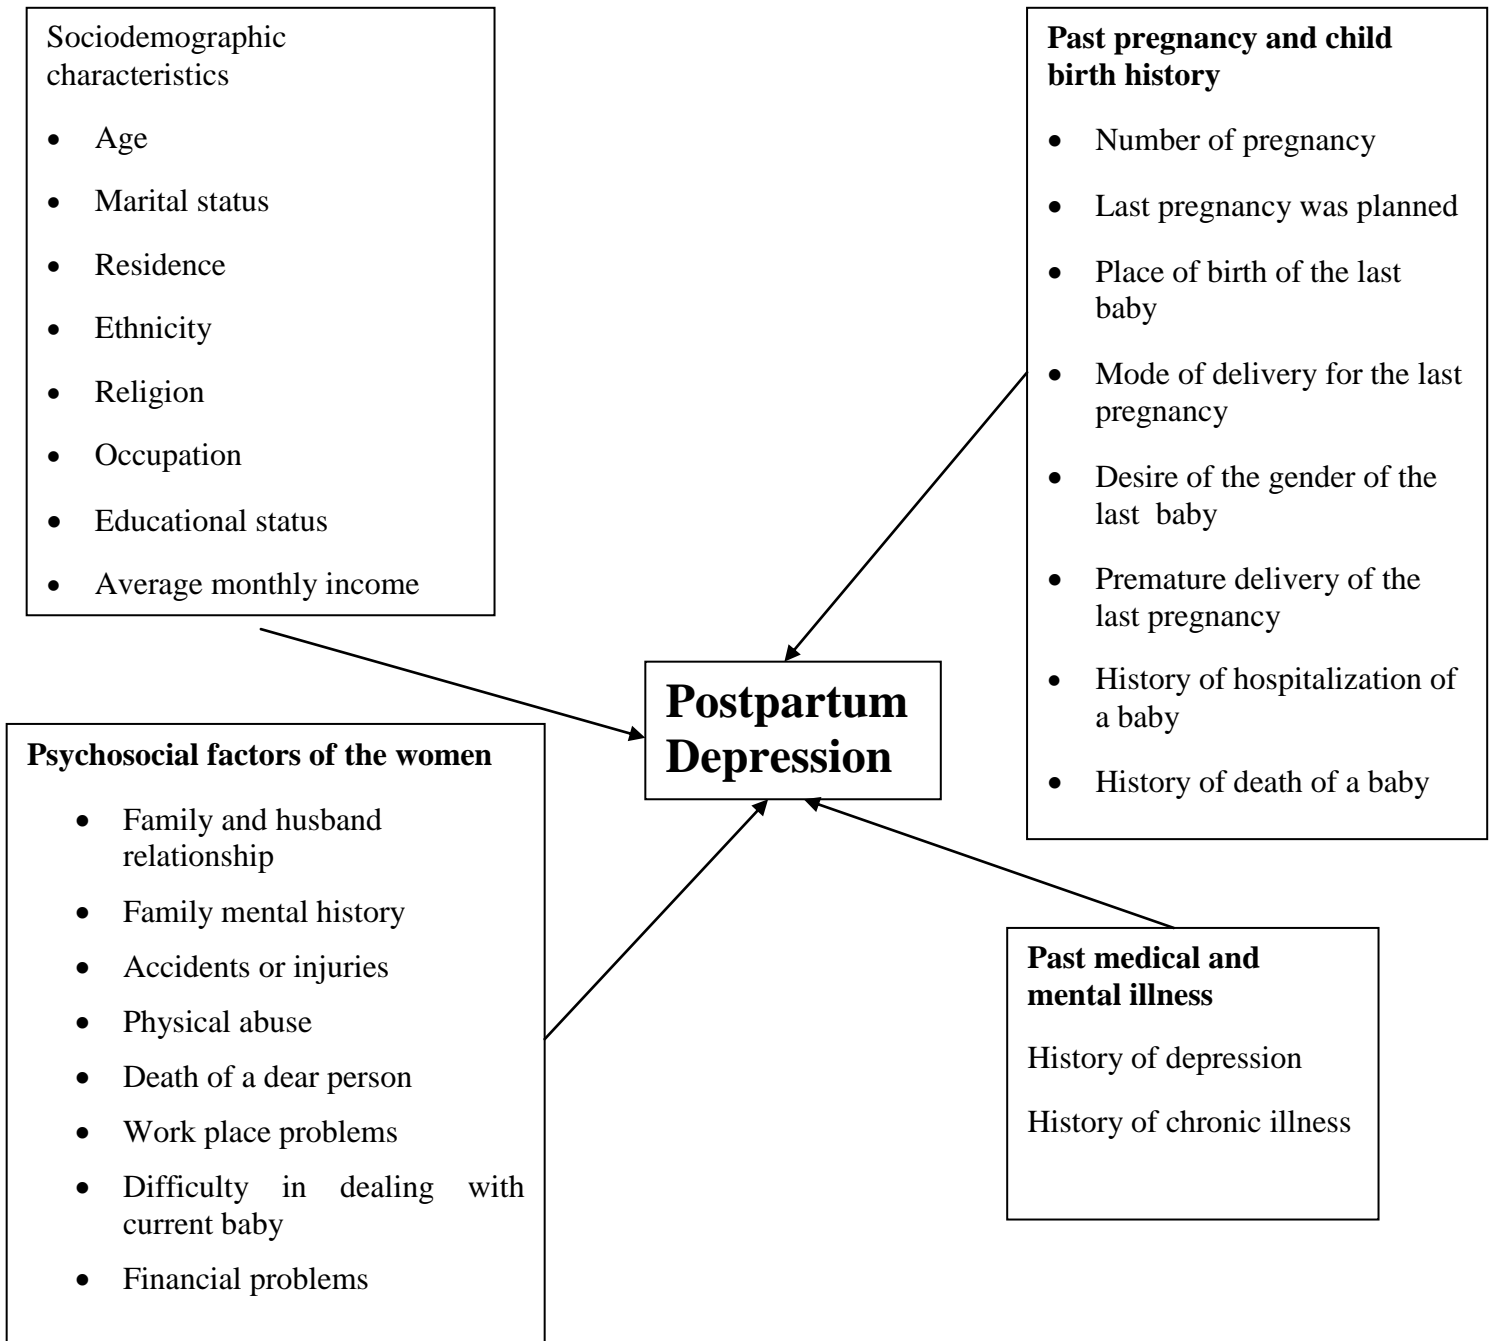 Sociodemographic
characteristics
• Age
• Marital status
• Residence
• Ethnicity
• Religion
• Occupation
• Educational status
• Average monthly income
Past pregnancy and child
birth history
• Number of pregnancy
• Last pregnancy was planned
• Place of birth of the last
baby
• Mode of delivery for the last
pregnancy
• Desire of the gender of the
last baby
• Premature delivery of the
last pregnancy
• History of hospitalization of
a baby
• History of death of a baby
Postpartum
Depression
Psychosocial factors of the women
• Family and husband
relationship
• Family mental history
• Accidents or injuries
• Physical abuse
• Death of a dear person
• Work place problems
• Difficulty in dealing with
current baby
• Financial problems
Past medical and
mental illness
History of depression
History of chronic illness